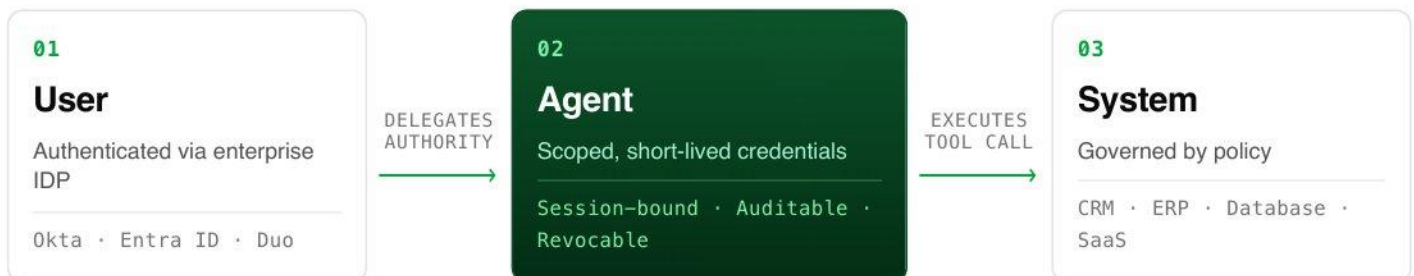 01
User
Authenticated via enterprise
IDP
Okta · Entra ID · Duo
DELEGATES
AUTHORITY
02
Agent
Scoped, short-lived credentials
Session-bound · Auditable ·
Revocable
EXECUTES
TOOL CALL
03
System
Governed by policy
CRM · ERP · Database ·
SaaS